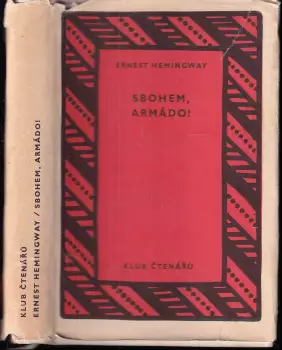 KLUB ČTENÁŘŮ
ERNEST HEMINGWAY / SBOHEM, ARMÁDO!
ERNEST HEMINGWAY
SBOHEM,
ARMÁDO!
KLUB ČTENÁŘŮ